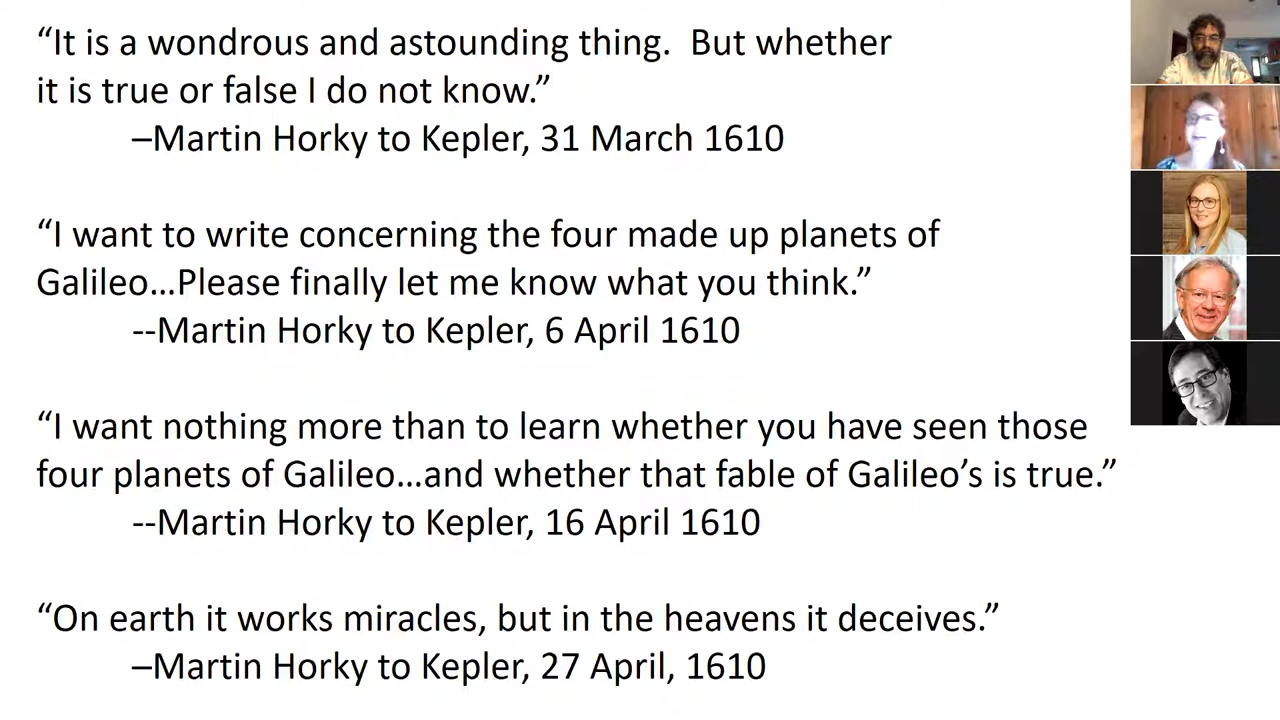 “It is a wondrous and astounding thing.  But whether
it is true or false I do not know.”
–Martin Horky to Kepler, 31 March 1610
“I want to write concerning the four made up planets of
Galileo…Please finally let me know what you think.”
--Martin Horky to Kepler, 6 April 1610
“I want nothing more than to learn whether you have seen those
four planets of Galileo…and whether that fable of Galileo’s is true.”
--Martin Horky to Kepler, 16 April 1610
“On earth it works miracles, but in the heavens it deceives.”
–Martin Horky to Kepler, 27 April, 1610